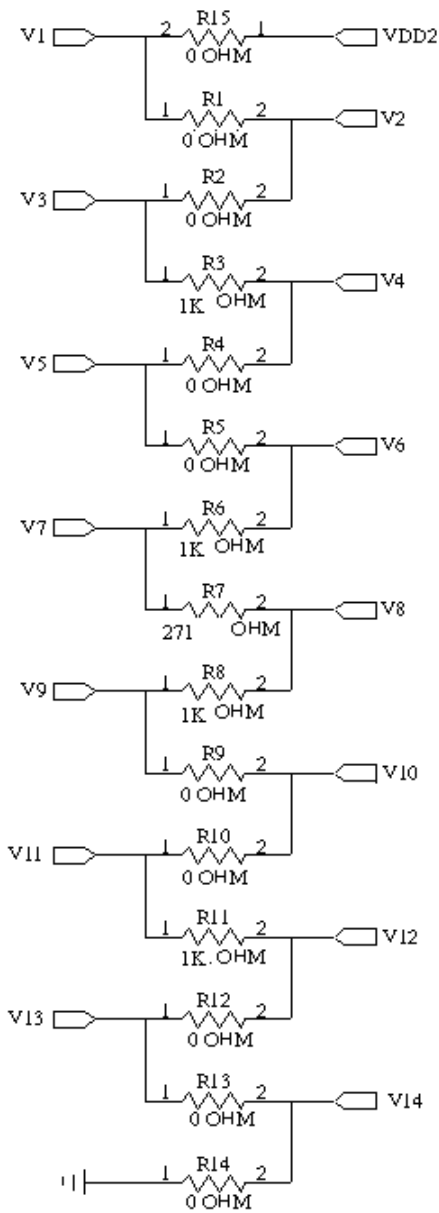 R15
V1 2 1 VDD2
0 OHM
R1
1 2 V2
0 OHM
R2
V3 1 2
0 OHM
R3
1 2 V4
1K OHM
R4
V5 1 2
0 OHM
R5
1 2 V6
0 OHM
R6
V7 1 2
1K OHM
R7
1 2 V8
271 OHM
R8
V9 1 2
1K OHM
R9
1 2 V10
0 OHM
R10
V11 1 2
0 OHM
R11
1 2 V12
1K. OHM
R12
V13 1 2
0 OHM
R13
1 2 V14
0 OHM
R14
1 2
0 OHM